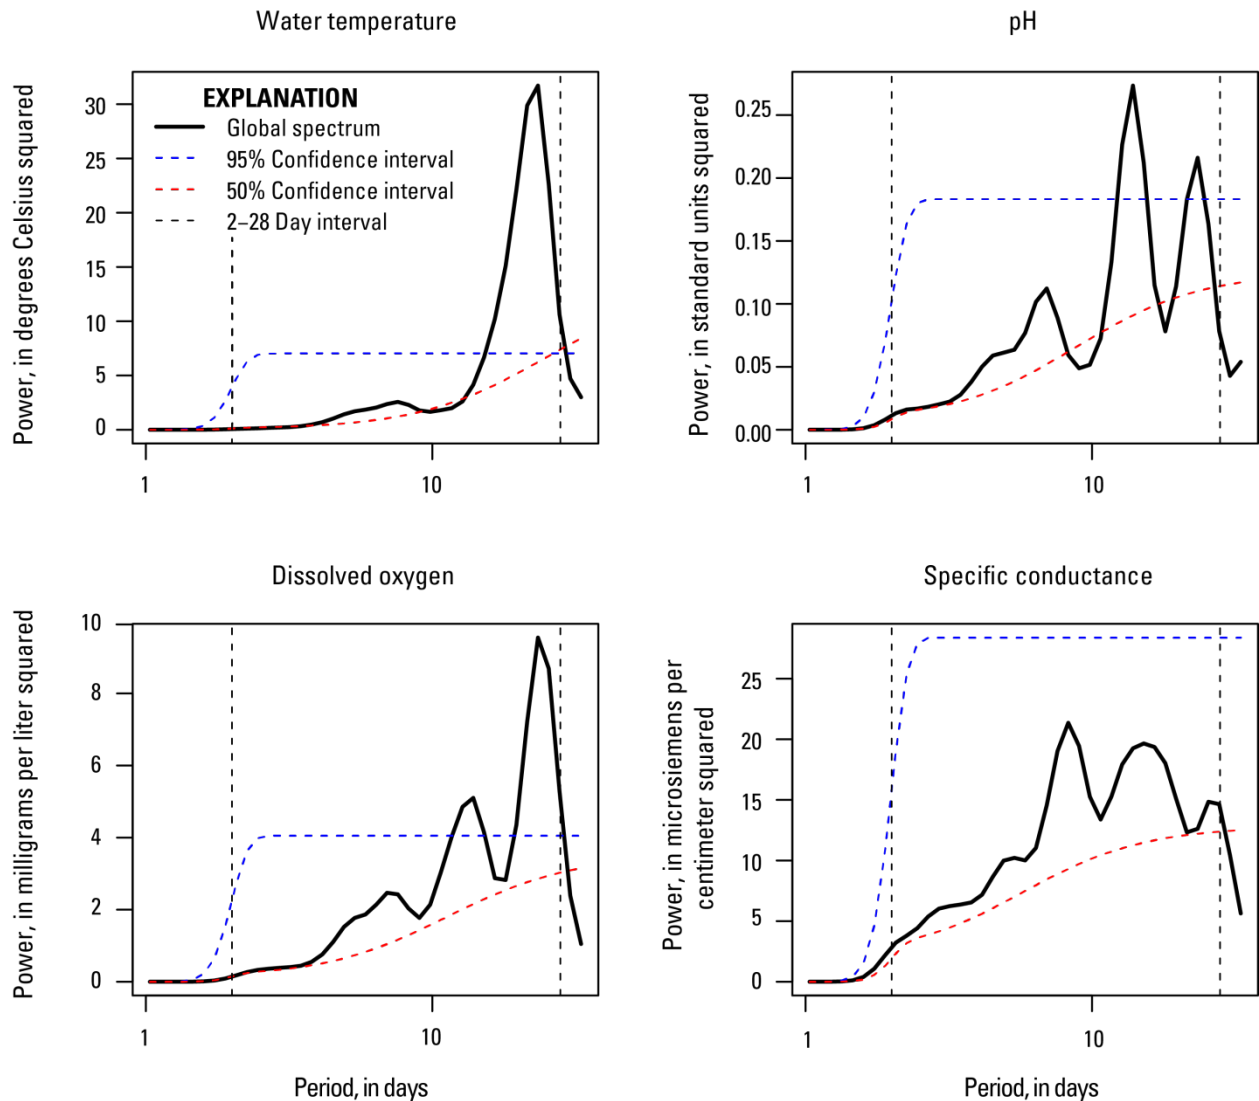 Water temperature
Power, in degrees Celsius squared
30
25
20
15
10
5
0
EXPLANATION
Global spectrum
95% Confidence interval
50% Confidence interval
2–28 Day interval
1
10
pH
Power, in standard units squared
0.25
0.20
0.15
0.10
0.05
0.00
1
10
Dissolved oxygen
Power, in milligrams per liter squared
10
8
6
4
2
0
1
10
Period, in days
Specific conductance
Power, in microsiemens per
centimeter squared
25
20
15
10
5
0
1
10
Period, in days